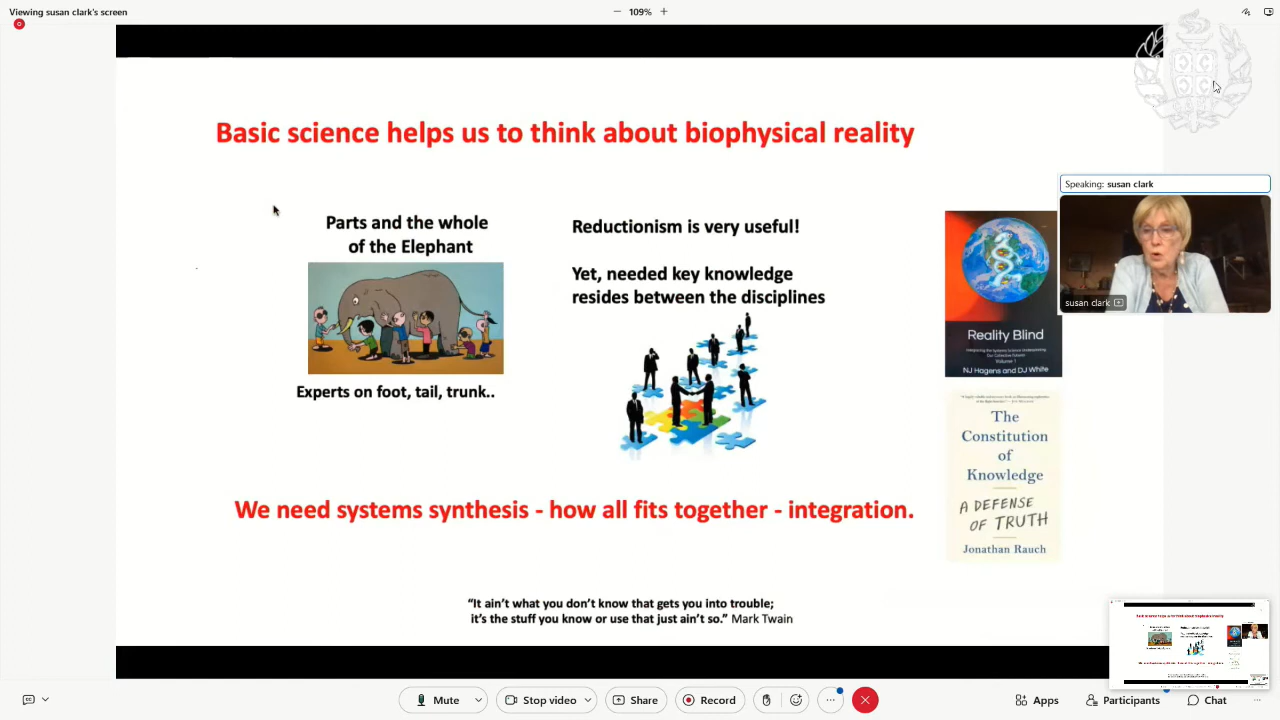 Viewing susan clark's screen
109%
Basic science helps us to think about biophysical reality
Speaking: susan clark
susan clark
Parts and the whole
of the Elephant
Reductionism is very useful!
Yet, needed key knowledge
resides between the disciplines
Experts on foot, tail, trunk..
Reality Blind
Volume 1
NJ Hagens and DJ White
The
Constitution
of
Knowledge
A DEFENSE
OF TRUTH
Jonathan Rauch
We need systems synthesis - how all fits together - integration.
“It ain’t what you don’t know that gets you into trouble;
it’s the stuff you know or use that just ain’t so.” Mark Twain
Mute
Stop video
Share
Record
Apps
Participants
Chat